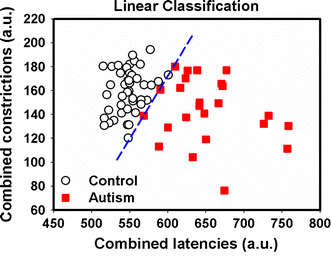 Linear Classification
Combined constrictions (a.u.)
220
200
180
160
140
120
100
80
60
Control
Autism
450 500 550 600 650 700 750 800
Combined latencies (a.u.)